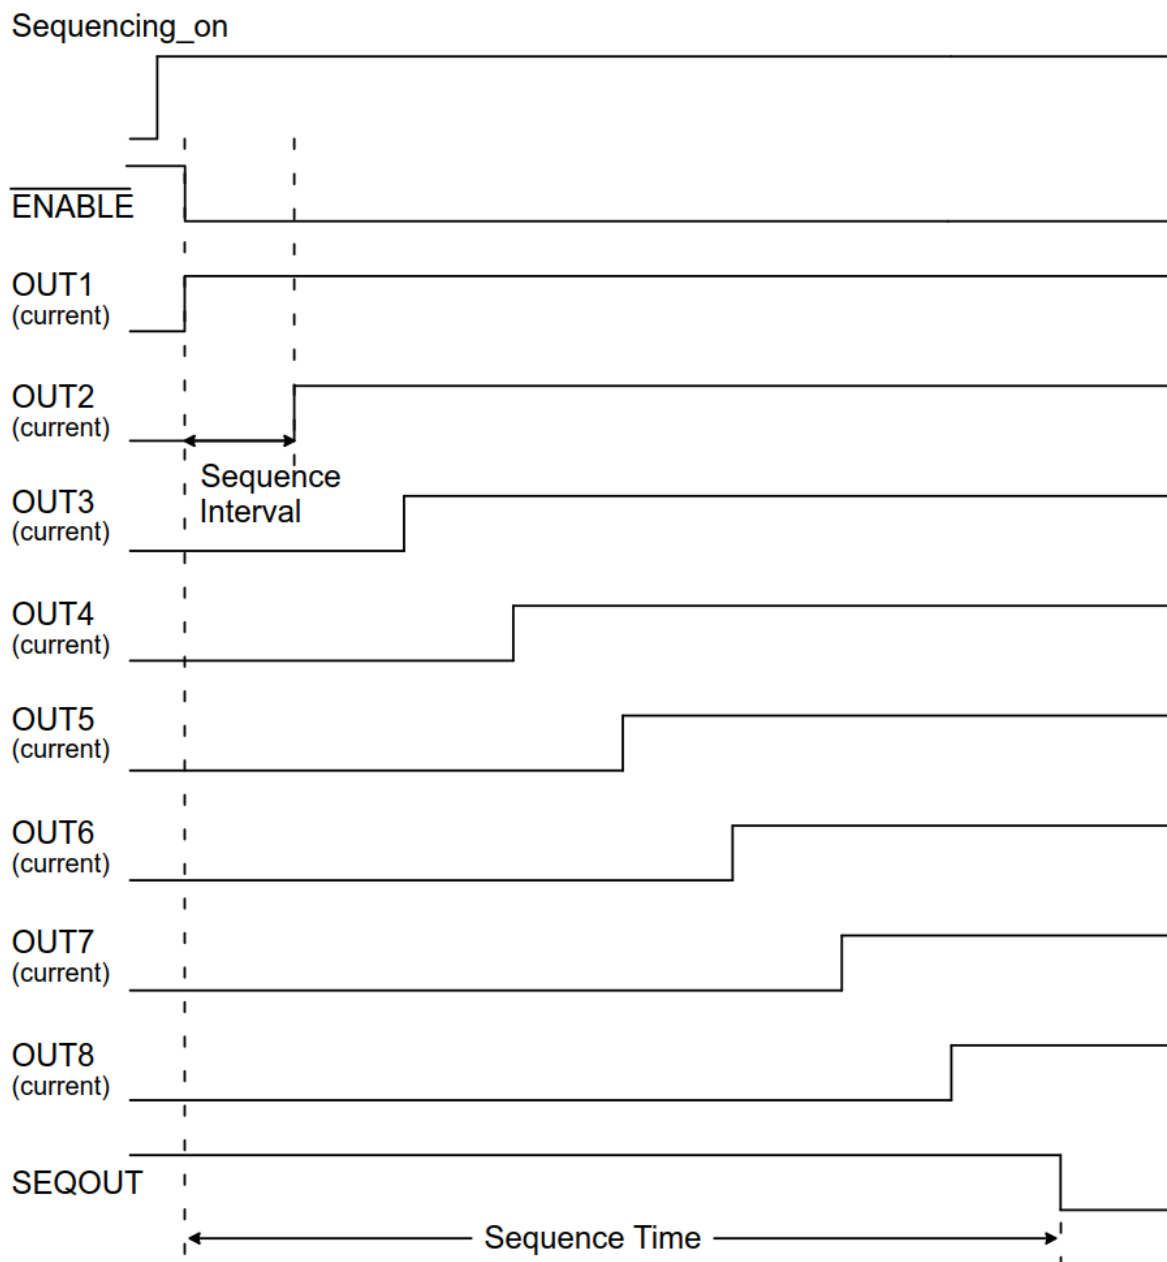 Sequencing_on
ENABLE
OUT1
(current)
OUT2
(current)
Sequence
Interval
OUT3
(current)
OUT4
(current)
OUT5
(current)
OUT6
(current)
OUT7
(current)
OUT8
(current)
SEQOUT
Sequence Time